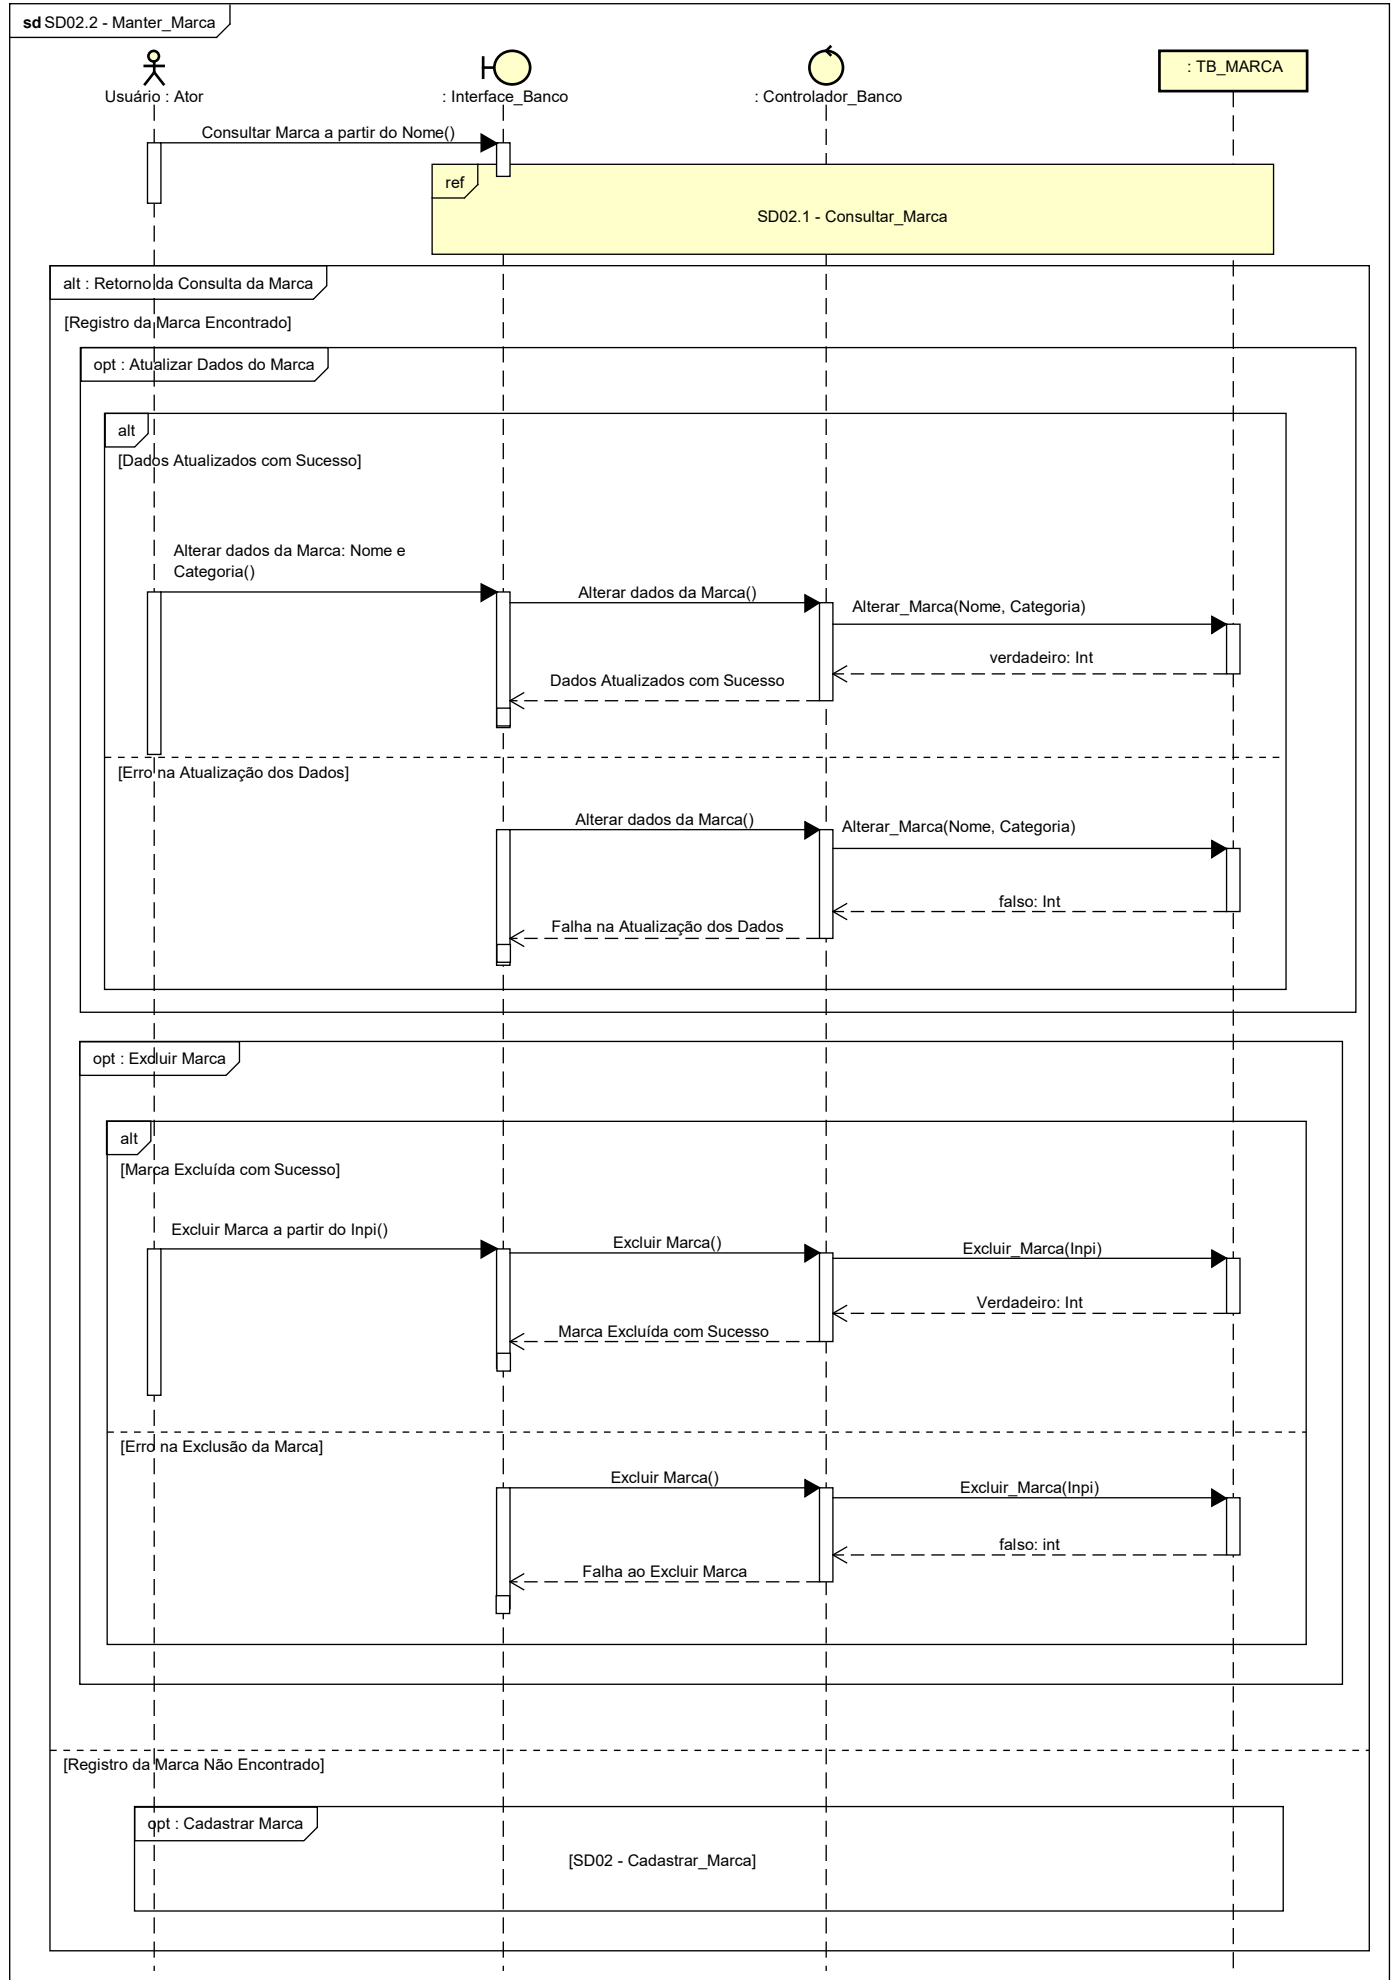 sd SD02.2 - Manter_Marca
Usuário : Ator
: Interface_Banco
: Controlador_Banco
: TB_MARCA
Consultar Marca a partir do Nome()
ref
SD02.1 - Consultar_Marca
alt : Retorno da Consulta da Marca
[Registro da Marca Encontrado]
opt : Atualizar Dados do Marca
alt
[Dados Atualizados com Sucesso]
Alterar dados da Marca: Nome e
Categoria()
Alterar dados da Marca()
Alterar_Marca(Nome, Categoria)
verdadeiro: Int
Dados Atualizados com Sucesso
[Erro na Atualização dos Dados]
Alterar dados da Marca()
Alterar_Marca(Nome, Categoria)
falso: Int
Falha na Atualização dos Dados
opt : Excluir Marca
alt
[Marca Excluída com Sucesso]
Excluir Marca a partir do Inpi()
Excluir Marca()
Excluir_Marca(Inpi)
Verdadeiro: Int
Marca Excluída com Sucesso
[Erro na Exclusão da Marca]
Excluir Marca()
Excluir_Marca(Inpi)
falso: int
Falha ao Excluir Marca
[Registro da Marca Não Encontrado]
opt : Cadastrar Marca
[SD02 - Cadastrar_Marca]